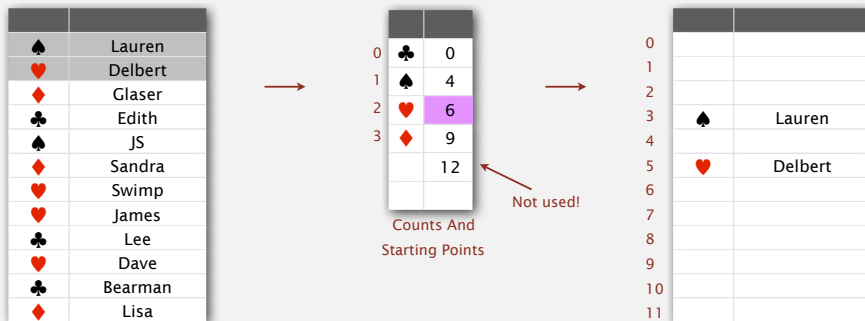 ♠ Lauren
♥ Delbert
♦ Glaser
♣ Edith
♠ JS
♦ Sandra
♥ Swimp
♥ James
♣ Lee
♥ Dave
♣ Bearman
♦ Lisa
0 ♣ 0
1 ♠ 4
2 ♥ 6
3 ♦ 9
12
Not used!
Counts And
Starting Points
0
1
2
3 ♠ Lauren
4
5 ♥ Delbert
6
7
8
9
10
11